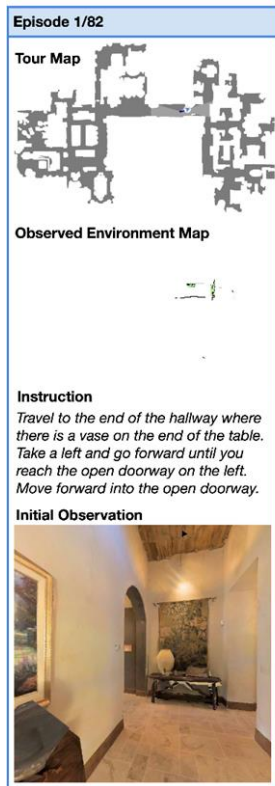 Episode 1/82
Tour Map
Observed Environment Map
Instruction
Travel to the end of the hallway where
there is a vase on the end of the table.
Take a left and go forward until you
reach the open doorway on the left.
Move forward into the open doorway.
Initial Observation